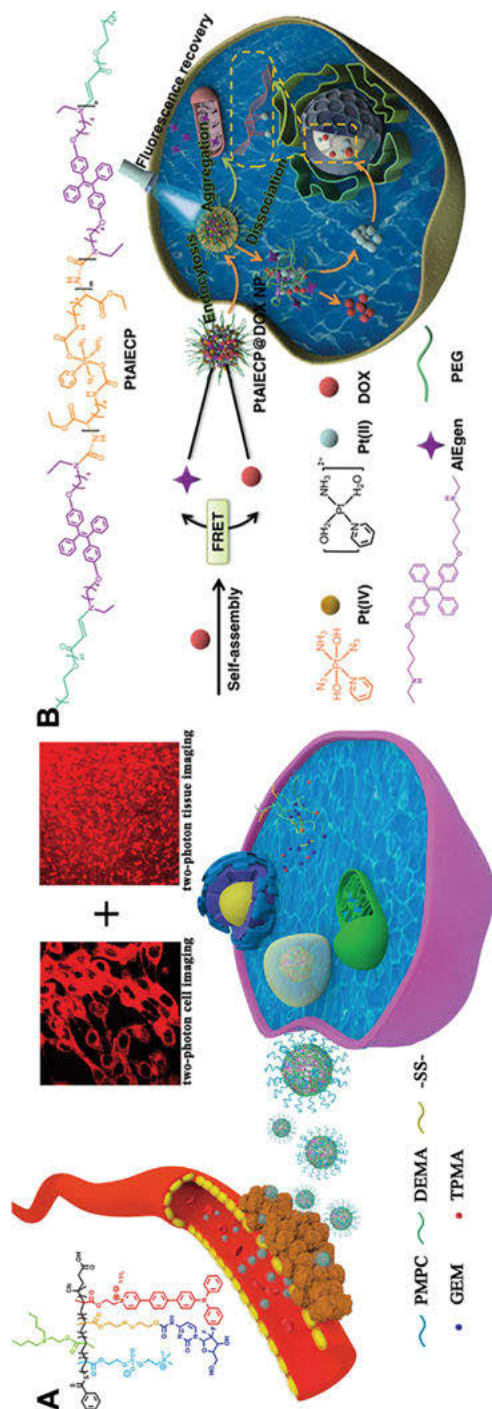 A
two-photon cell imaging
+
two-photon tissue imaging
PMPC
DEMA
-SS-
GEM
TPMA
B
PtAIECP
Self-assembly
FRET
PtAIECP@DOX NP
Endocytosis
Aggregation
Dissociation
Fluorescence recovery
Pt(IV)
Pt(II)
DOX
AIEgen
PEG